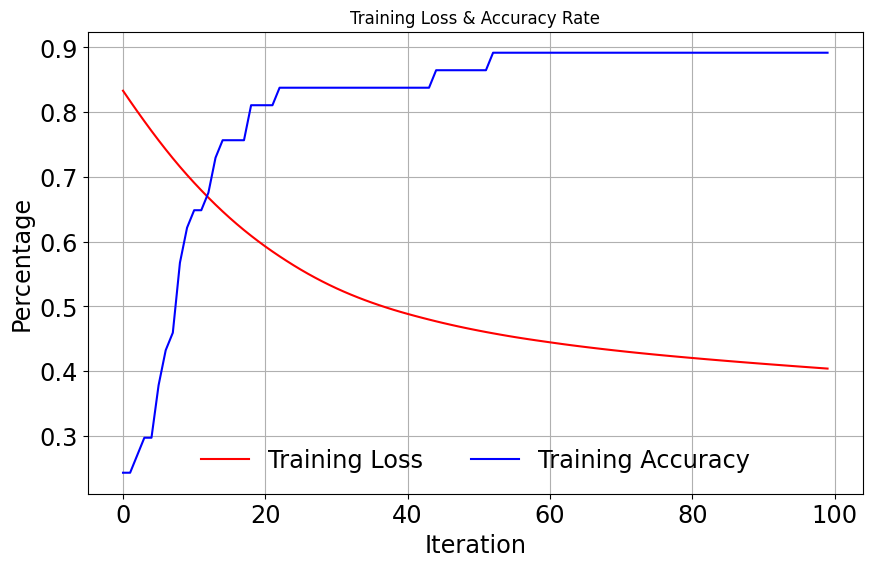 Training Loss & Accuracy Rate
Percentage
0.9
0.8
0.7
0.6
0.5
0.4
0.3
Training Loss
Training Accuracy
0 20 40 60 80 100
Iteration